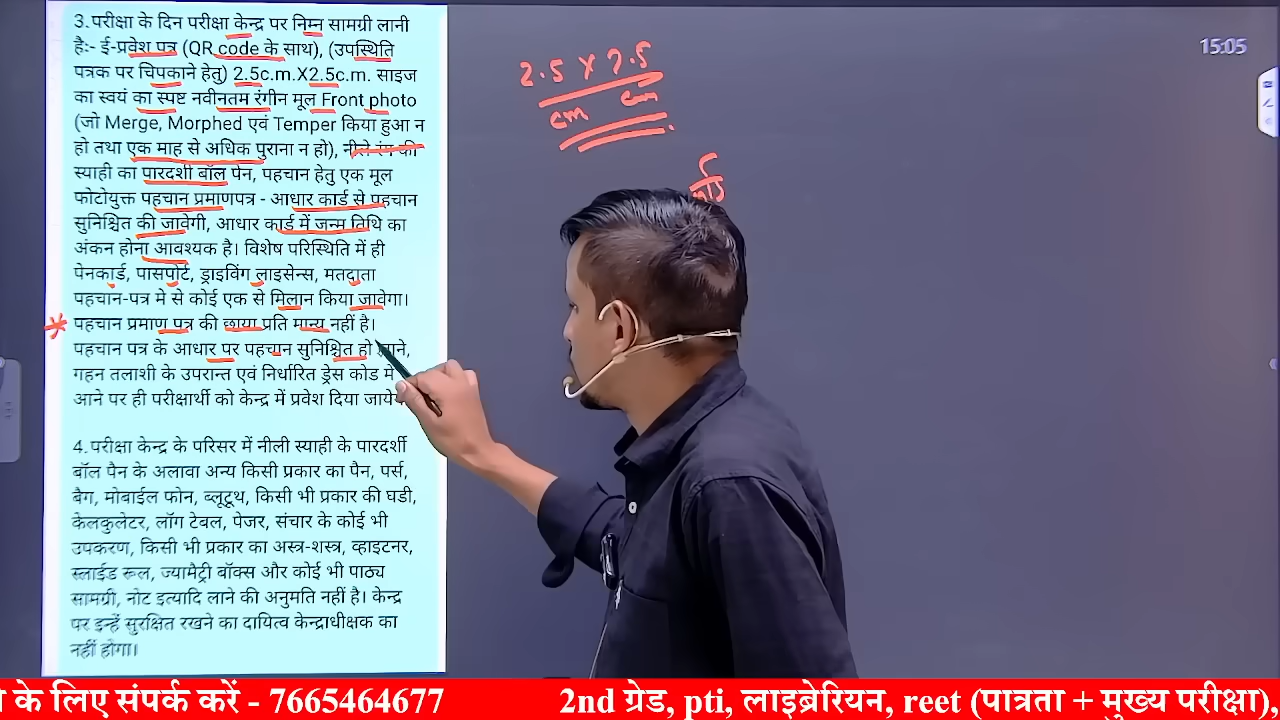 3. परीक्षा के दिन परीक्षा केन्द्र पर निम्न सामग्री लानी
है:- ई-प्रवेश पत्र (QR code के साथ), (उपस्थिति
पत्रक पर चिपकाने हेतु) 2.5c.m.X2.5c.m. साइज
का स्वयं का स्पष्ट नवीनतम रंगीन मूल Front photo
(जो Merge, Morphed एवं Temper किया हुआ न
हो तथा एक माह से अधिक पुराना न हो), नीले रंग की
स्याही का पारदर्शी बॉल पेन, पहचान हेतु एक मूल
फोटोयुक्त पहचान प्रमाणपत्र - आधार कार्ड से पहचान
सुनिश्चित की जावेगी, आधार कार्ड में जन्म तिथि का
अंकन होना आवश्यक है। विशेष परिस्थिति में ही
पेनकार्ड, पासपोर्ट, ड्राइविंग लाइसेन्स, मतदाता
पहचान-पत्र मे से कोई एक से मिलान किया जावेगा।
पहचान प्रमाण पत्र की छाया प्रति मान्य नहीं है।
पहचान पत्र के आधार पर पहचान सुनिश्चित हो
गहन तलाशी के उपरान्त एवं निर्धारित ड्रेस कोड में
आने पर ही परीक्षार्थी को केन्द्र में प्रवेश दिया
4. परीक्षा केन्द्र के परिसर में नीली स्याही के पारदर्शी
बॉल पैन के अलावा अन्य किसी प्रकार का पैन, पर्स,
बैग, मोबाईल फोन, ब्लूटूथ, किसी भी प्रकार की घडी,
केलकुलेटर, लॉग टेबल, पेजर, संचार के कोई भी
उपकरण, किसी भी प्रकार का अस्त्र-शस्त्र, व्हाइटनर,
स्लाईड रूल, ज्यामैट्री बॉक्स और कोई भी पाठ्य
सामग्री, नोट इत्यादि लाने की अनुमति नहीं है। केन्द्र
पर इन्हें सुरक्षित रखने का दायित्व केन्द्राधीक्षक का
नहीं होगा।
2.5 X 2.5
cm cm
15:05
के लिए संपर्क करें - 7665464677 2nd ग्रेड, pti, लाइब्रेरियन, reet (पात्रता + मुख्य परीक्षा),